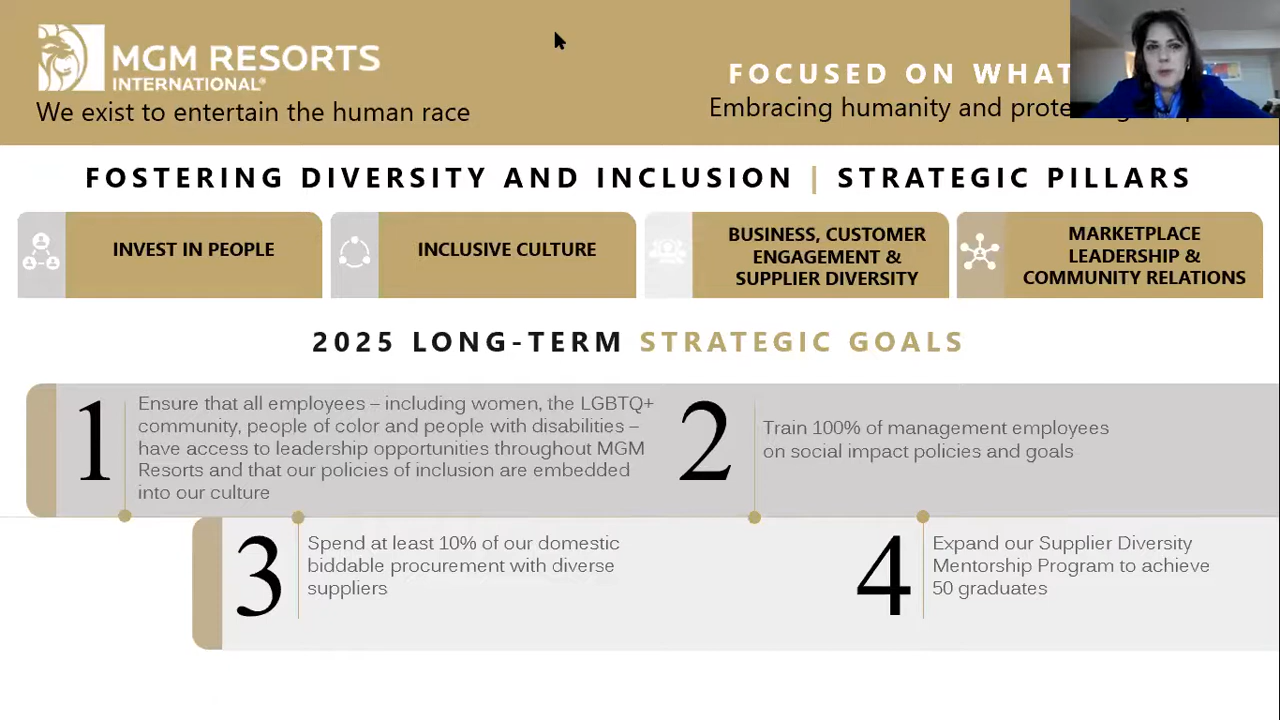 MGM RESORTS
INTERNATIONAL®
We exist to entertain the human race
FOCUSED ON WHAT
Embracing humanity and
FOSTERING DIVERSITY AND INCLUSION | STRATEGIC PILLARS
INVEST IN PEOPLE
INCLUSIVE CULTURE
BUSINESS, CUSTOMER
ENGAGEMENT &
SUPPLIER DIVERSITY
MARKETPLACE
LEADERSHIP &
COMMUNITY RELATIONS
2025 LONG-TERM STRATEGIC GOALS
1
Ensure that all employees – including women, the LGBTQ+
community, people of color and people with disabilities –
have access to leadership opportunities throughout MGM
Resorts and that our policies of inclusion are embedded
into our culture
2
Train 100% of management employees
on social impact policies and goals
3
Spend at least 10% of our domestic
biddable procurement with diverse
suppliers
4
Expand our Supplier Diversity
Mentorship Program to achieve
50 graduates